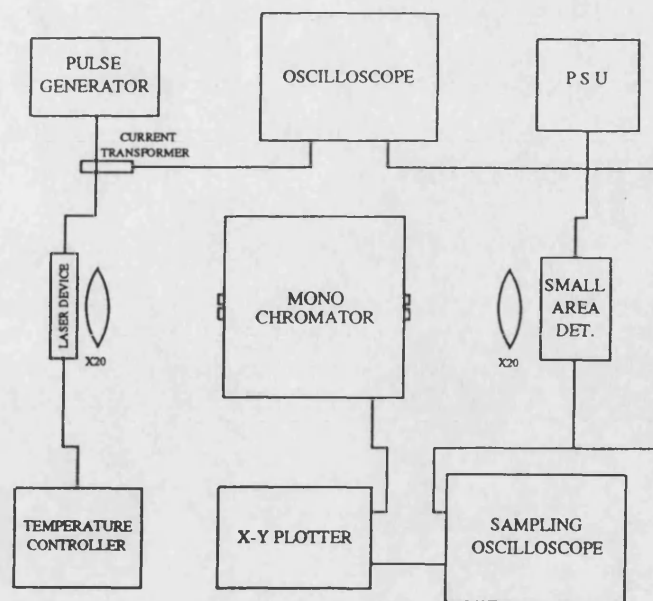 PULSE
GENERATOR
OSCILLOSCOPE
P S U
CURRENT
TRANSFORMER
LASER DEVICE
X20
MONO
CHROMATOR
X20
SMALL
AREA
DET.
TEMPERATURE
CONTROLLER
X-Y PLOTTER
SAMPLING
OSCILLOSCOPE